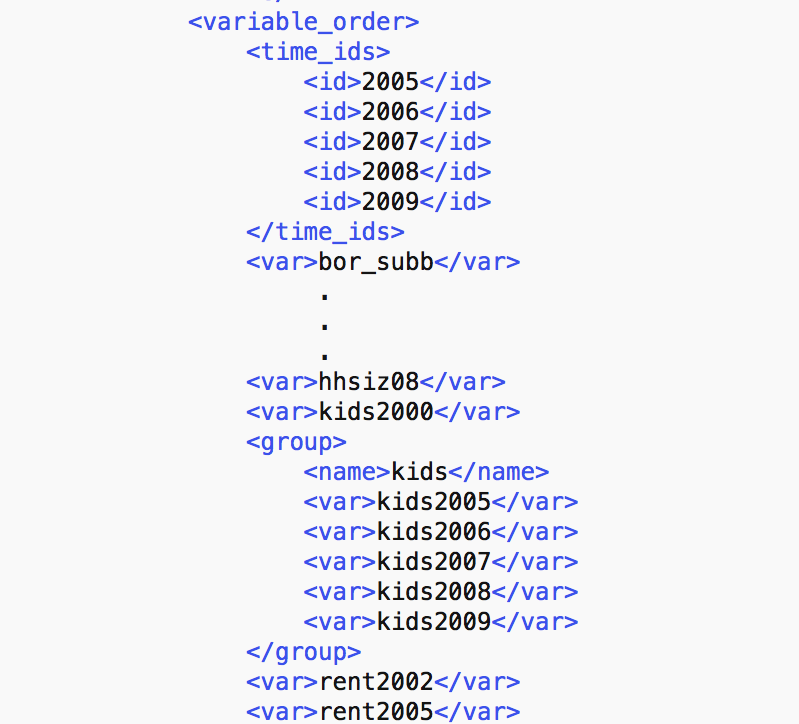 <variable_order>
<time_ids>
<id>2005</id>
<id>2006</id>
<id>2007</id>
<id>2008</id>
<id>2009</id>
</time_ids>
<var>bor_subb</var>
.
.
.
<var>hhsiz08</var>
<var>kids2000</var>
<group>
<name>kids</name>
<var>kids2005</var>
<var>kids2006</var>
<var>kids2007</var>
<var>kids2008</var>
<var>kids2009</var>
</group>
<var>rent2002</var>
<var>rent2005</var>